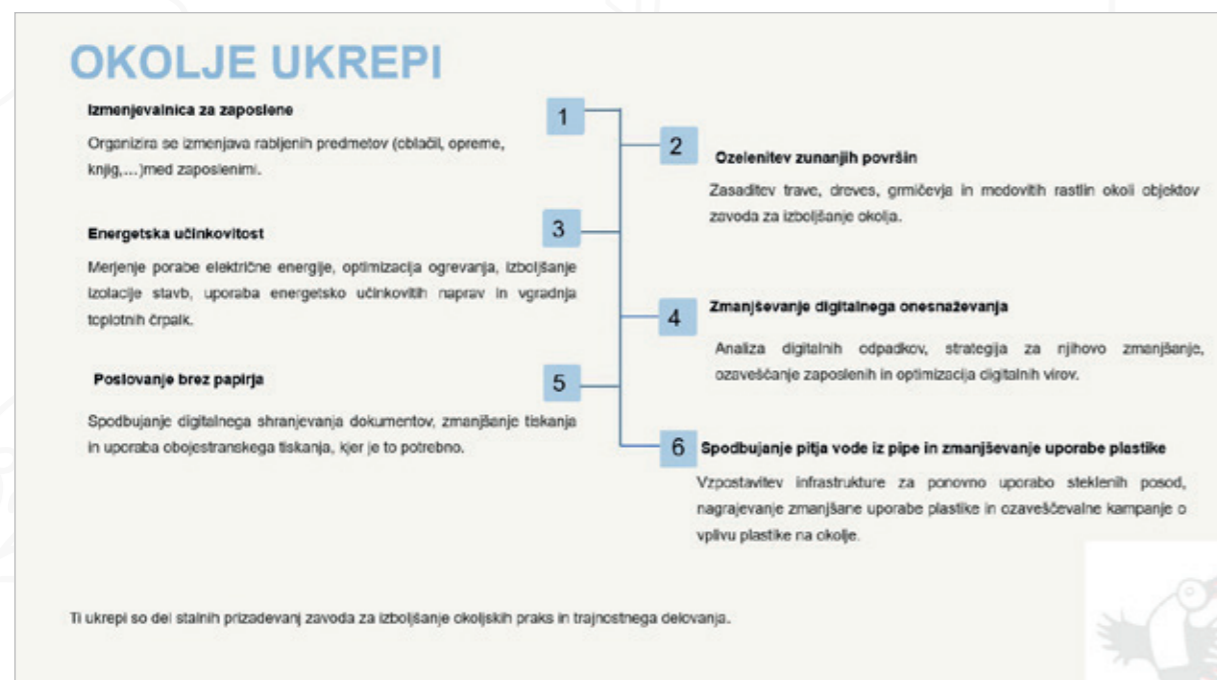 OKOLJE UKREPI
Izmenjevalnica za zaposlene
1
Organizira se izmenjava rabljenih predmetov (oblačil, opreme,
knjig,...)med zaposlenimi.
2
Ozelenitev zunanjih površin
Zasaditev trave, dreves, grmičevja in medovitih rastlin okoli objektov
zavoda za izboljšanje okolja.
3
Energetska učinkovitost
Merjenje porabe električne energije, optimizacija ogrevanja, izboljšanje
izolacije stavb, uporaba energetsko učinkovitih naprav in vgradnja
toplotnih črpalk.
4
Zmanjševanje digitalnega onesnaževanja
Analiza digitalnih odpadkov, strategija za njihovo zmanjšanje,
ozaveščanje zaposlenih in optimizacija digitalnih virov.
5
Poslovanje brez papirja
Spodbujanje digitalnega shranjevanja dokumentov, zmanjšanje tiskanja
in uporaba obojestranskega tiskanja, kjer je to potrebno.
6
Spodbujanje pitja vode iz pipe in zmanjševanje uporabe plastike
Vzpostavitev infrastrukture za ponovno uporabo steklenih posod,
nagrajevanje zmanjšane uporabe plastike in ozaveščevalne kampanje o
vplivu plastike na okolje.
Ti ukrepi so del stalnih prizadevanj zavoda za izboljšanje okoljskih praks in trajnostnega delovanja.